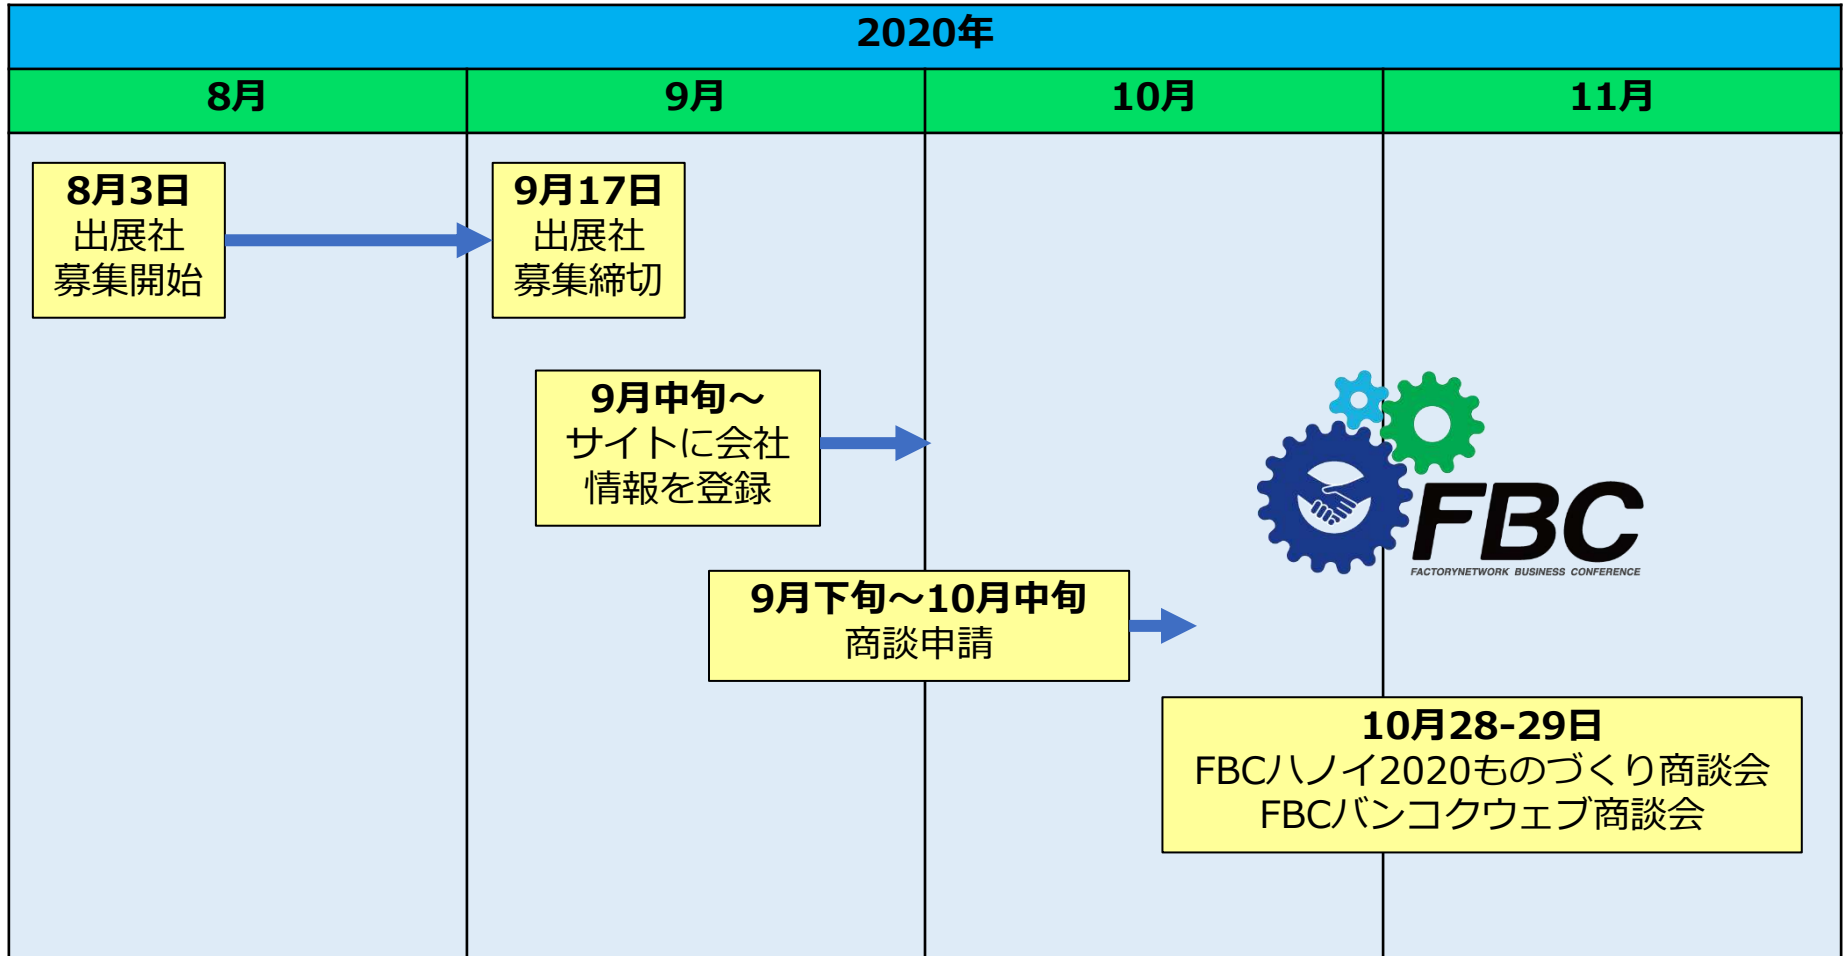 2020年
8月
9月
10月
11月
8月3日
出展社
募集開始
9月17日
出展社
募集締切
9月中旬～
サイトに会社
情報を登録
FBC
FACTORYNETWORK BUSINESS CONFERENCE
9月下旬～10月中旬
商談申請
10月28-29日
FBCハノイ2020ものづくり商談会
FBCバンコクウェブ商談会